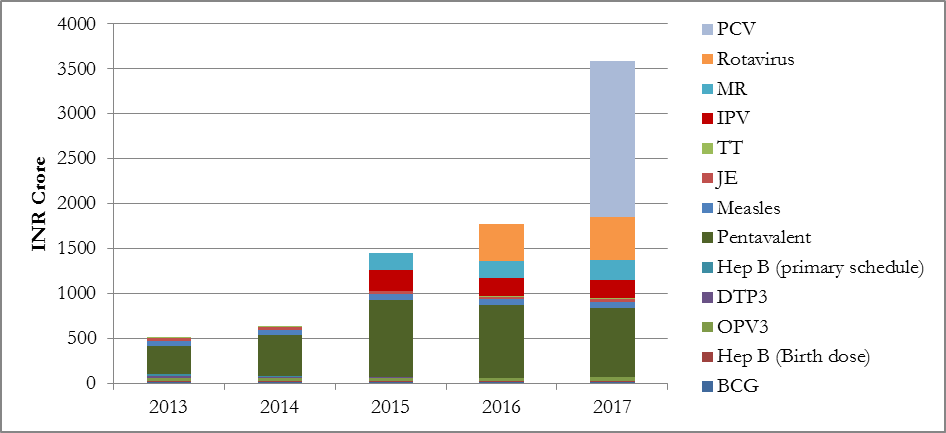 4000
3500
3000
2500
2000
1500
1000
500
0
INR Crore
2013 2014 2015 2016 2017
PCV
Rotavirus
MR
IPV
TT
JE
Measles
Pentavalent
Hep B (primary schedule)
DTP3
OPV3
Hep B (Birth dose)
BCG